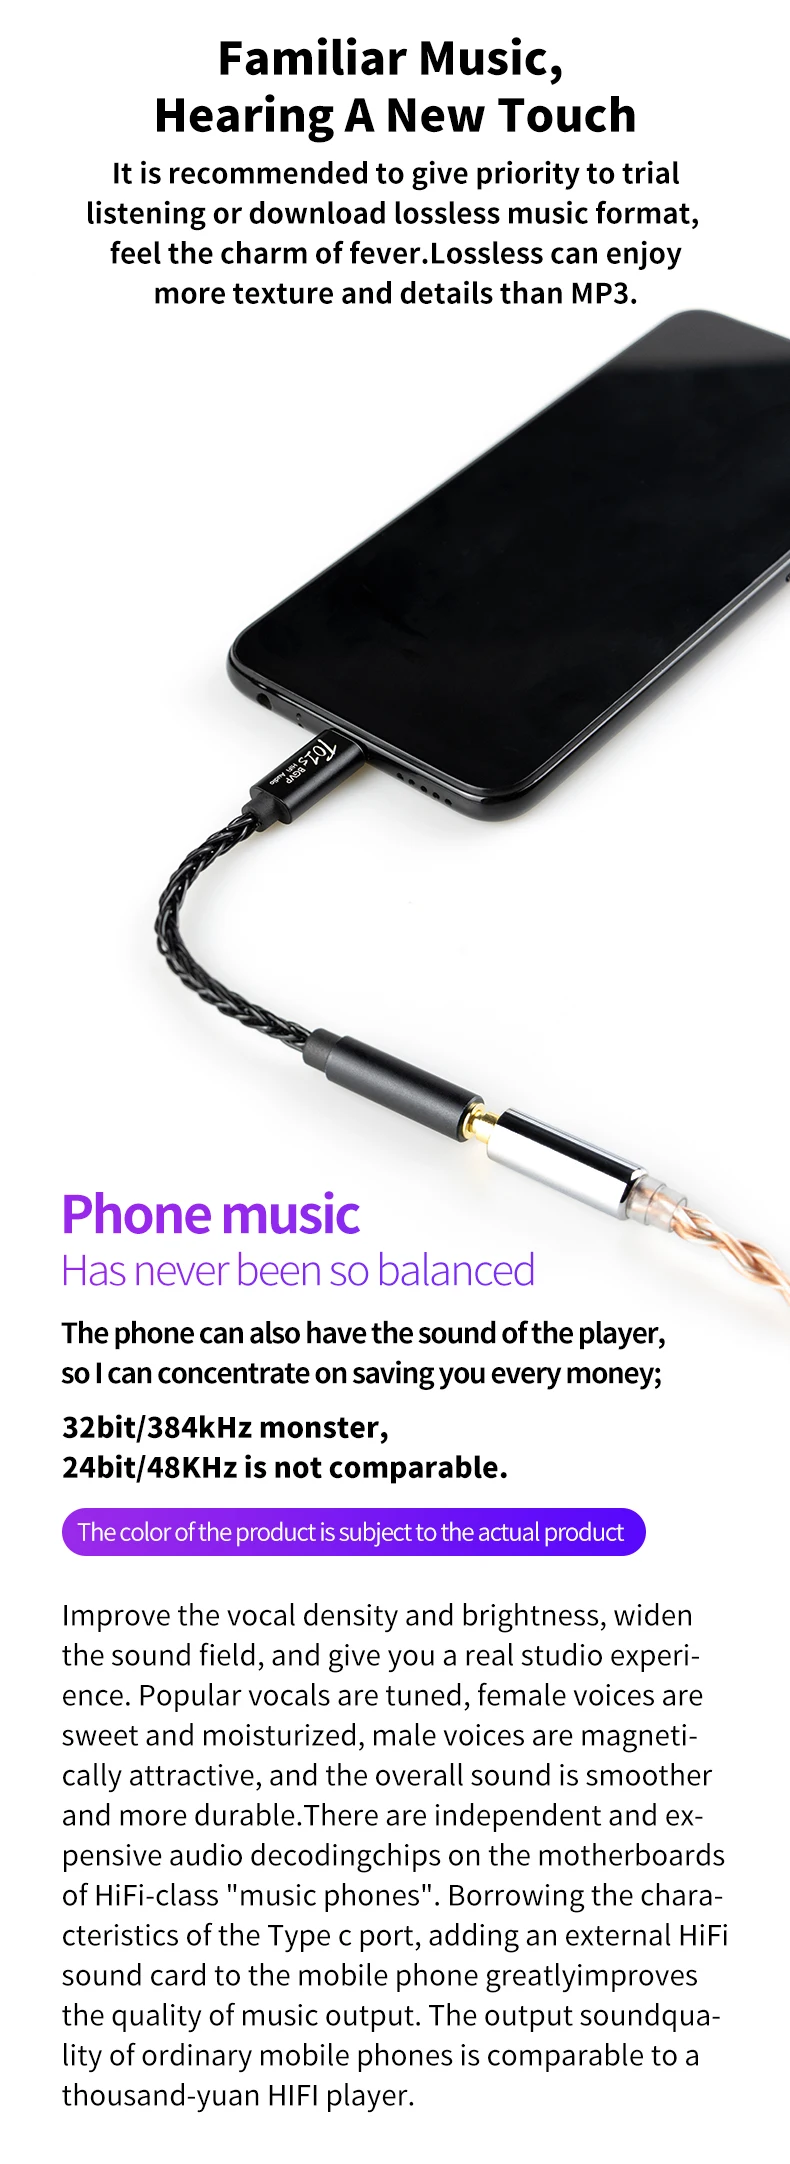 Familiar Music,
Hearing A New Touch
It is recommended to give priority to trial
listening or download lossless music format,
feel the charm of fever.Lossless can enjoy
more texture and details than MP3.
T01s
BGVP
HiFi Audio
Phone music
Has never been so balanced
The phone can also have the sound of the player,
so I can concentrate on saving you every money;
32bit/384kHz monster,
24bit/48KHz is not comparable.
The color of the product is subject to the actual product
Improve the vocal density and brightness, widen
the sound field, and give you a real studio experi-
ence. Popular vocals are tuned, female voices are
sweet and moisturized, male voices are magneti-
cally attractive, and the overall sound is smoother
and more durable.There are independent and ex-
pensive audio decodingchips on the motherboards
of HiFi-class "music phones". Borrowing the chara-
cteristics of the Type c port, adding an external HiFi
sound card to the mobile phone greatlyimproves
the quality of music output. The output soundqua-
lity of ordinary mobile phones is comparable to a
thousand-yuan HIFI player.